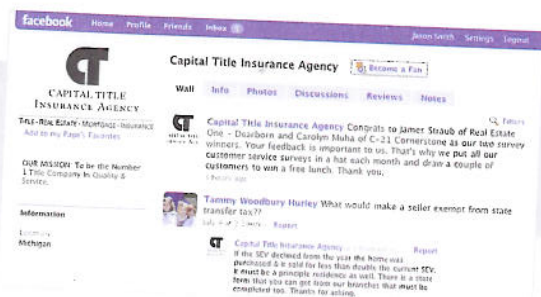 facebook Home Profile Friends Inbox 1 Jason Smith Settings Logout
CT
CAPITAL TITLE
INSURANCE AGENCY
TITLE - REAL ESTATE - MORTGAGE - INSURANCE
Add to my Page's Favorites
OUR MISSION: To be the Number
1 Title Company In Quality &
Service.
Information
Location:
Michigan
Capital Title Insurance Agency Become a Fan
Wall Info Photos Discussions Reviews Notes
Filters
CT
Capital Title Insurance Agency Congrats to James Straub of Real Estate
One - Dearborn and Carolyn Muha of C-21 Cornerstone as our two survey
winners. Your feedback is important to us. That's why we put all our
customer service surveys in a hat each month and draw a couple of
customers to win a free lunch. Thank you.
hours ago
Tammy Woodbury Hurley What would make a seller exempt from state
transfer tax??
Report
CT
Capital Title Insurance Agency Report
If the SEV declined from the year the home was
purchased & is sold for less than double the current SEV.
It must be a principle residence as well. There is a state
form that you can get from our branches that must be
completed too. Thanks for asking.